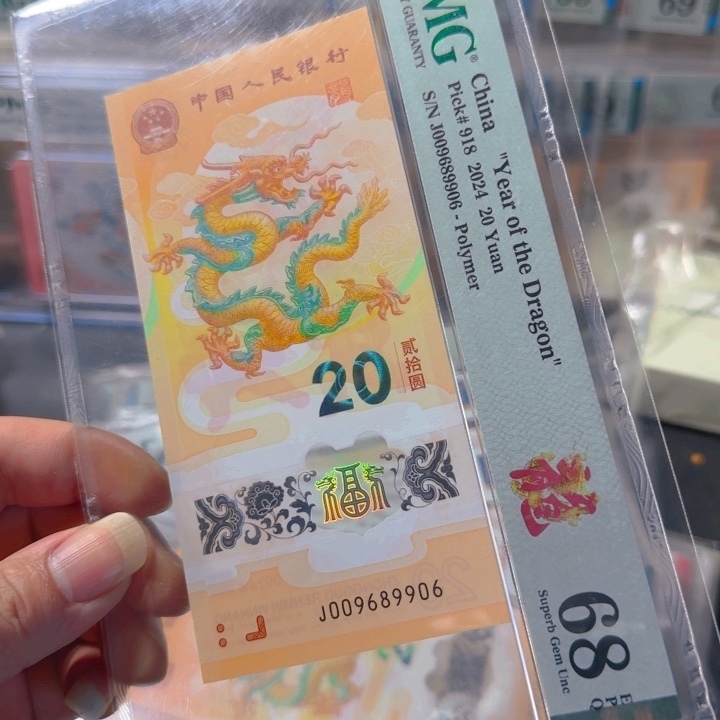 中国人民银行
20
贰拾圆
福
J009689906
MG®
GUARANTY
China
Pick# 918 2024 20 Yuan
S/N J009689906 - Polymer
"Year of the Dragon"
68
Superb Gem Unc
E
P
Q
69